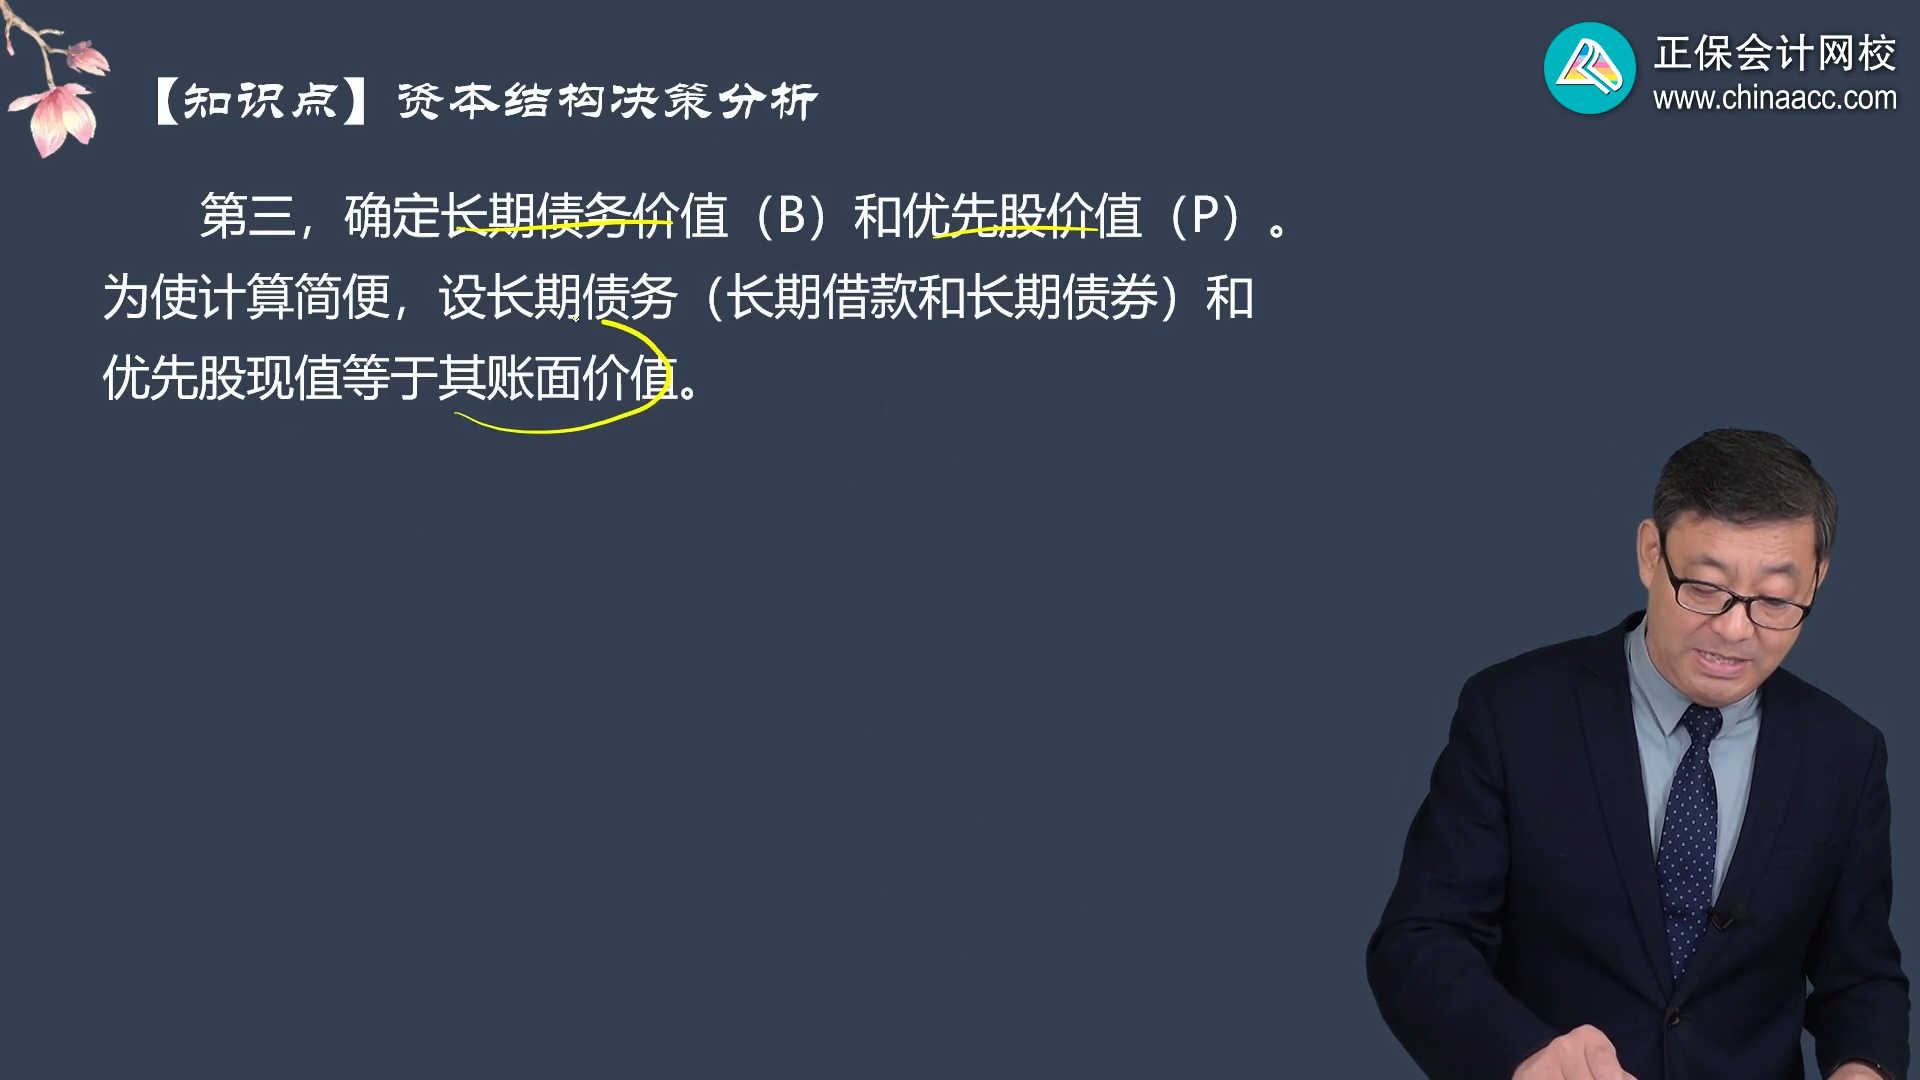 正保会计网校
www.chinaacc.com
【知识点】资本结构决策分析
第三，确定长期债务价值（B）和优先股价值（P）。
为使计算简便，设长期债务（长期借款和长期债券）和
优先股现值等于其账面价值。